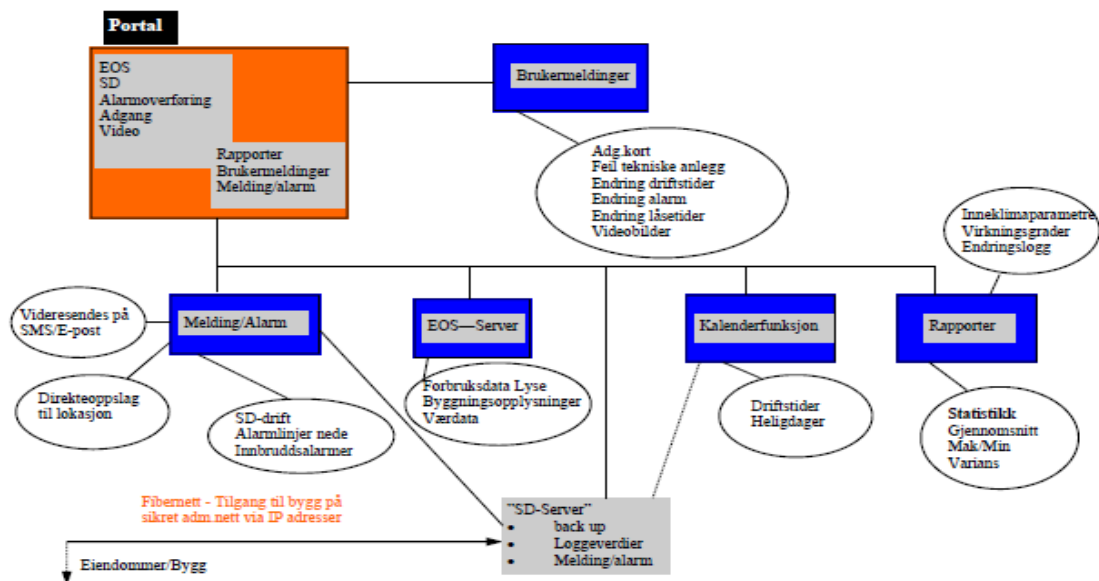 Portal
EOS
SD
Alarmoverføring
Adgang
Video
Rapporter
Brukermeldinger
Melding/alarm
Brukermeldinger
Adg.kort
Feil tekniske anlegg
Endring driftstider
Endring alarm
Endring låsetider
Videobilder
Inneklimaparametre
Virkningsgrader
Endringslogg
Videresendes på
SMS/E-post
Melding/Alarm
EOS—Server
Kalenderfunksjon
Rapporter
Direkteoppslag
til lokasjon
SD-drift
Alarmlinjer nede
Innbruddsalarmer
Forbruksdata Lyse
Byggningsopplysninger
Værdata
Driftstider
Heligdager
Statistikk
Gjennomsnitt
Mak/Min
Varians
Fibernett - Tilgang til bygg på
sikret adm.nett via IP adresser
"SD-Server"
• back up
• Loggeverdier
• Melding/alarm
Eiendommer/Bygg